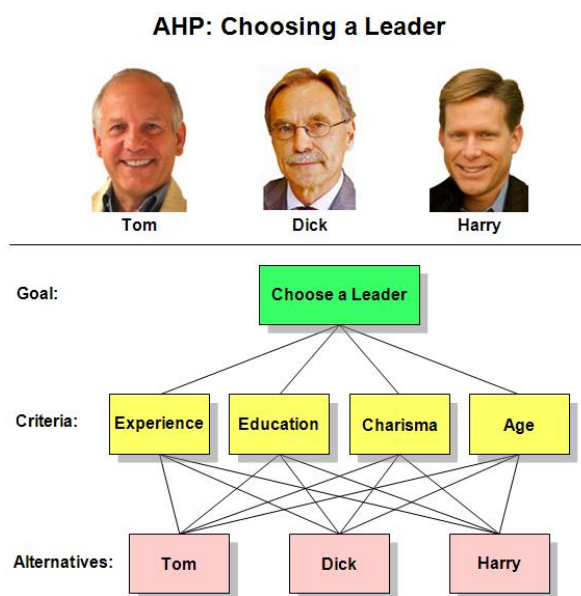 AHP: Choosing a Leader
Tom Dick Harry
Goal: Choose a Leader
Criteria: Experience Education Charisma Age
Alternatives: Tom Dick Harry